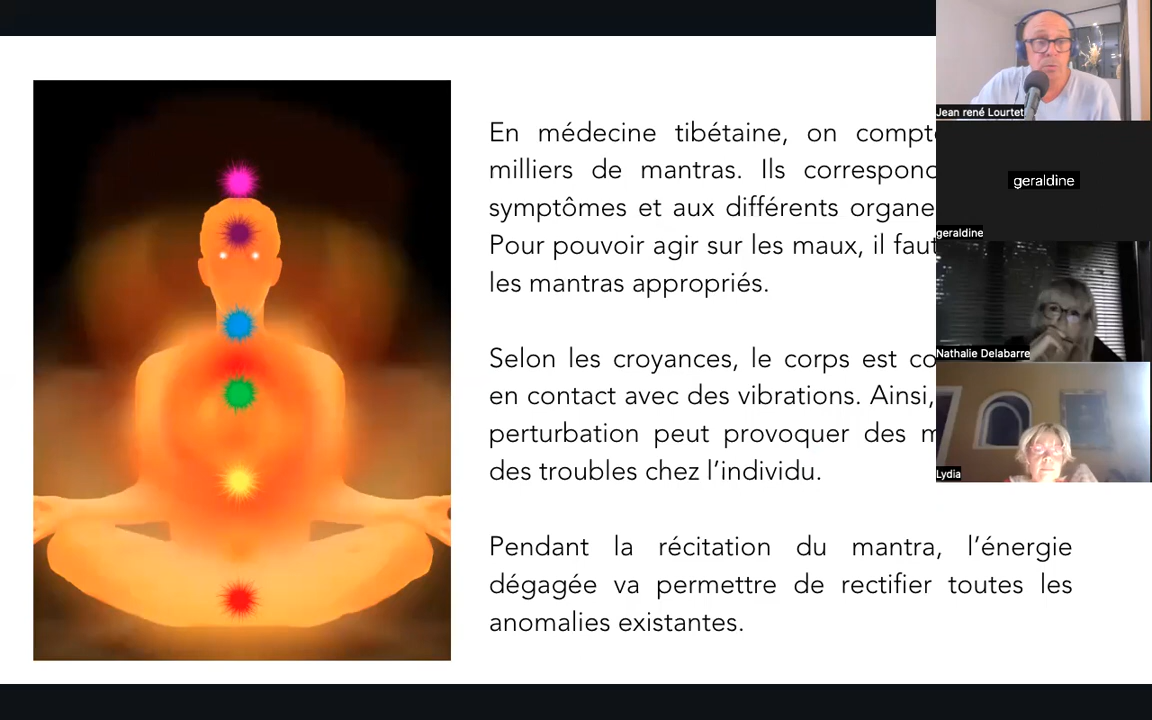 En médecine tibétaine, on compt
milliers de mantras. Ils correspond
symptômes et aux différents organe
Pour pouvoir agir sur les maux, il faut
les mantras appropriés.
Selon les croyances, le corps est co
en contact avec des vibrations. Ainsi,
perturbation peut provoquer des m
des troubles chez l’individu.
Pendant la récitation du mantra, l’énergie
dégagée va permettre de rectifier toutes les
anomalies existantes.
Jean rené Lourtet
geraldine
geraldine
Nathalie Delabarre
Lydia